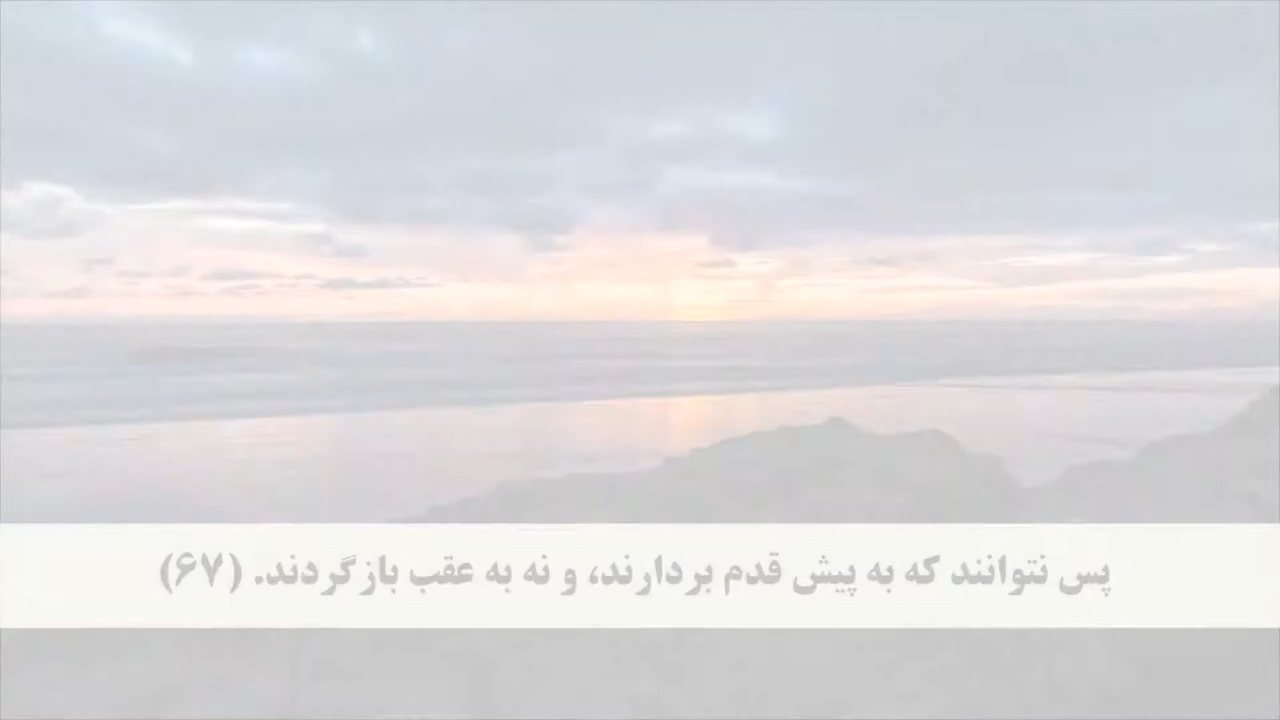 پس نتوانند که به پیش قدم بردارند، و نه به عقب بازگردند. (۶۷)